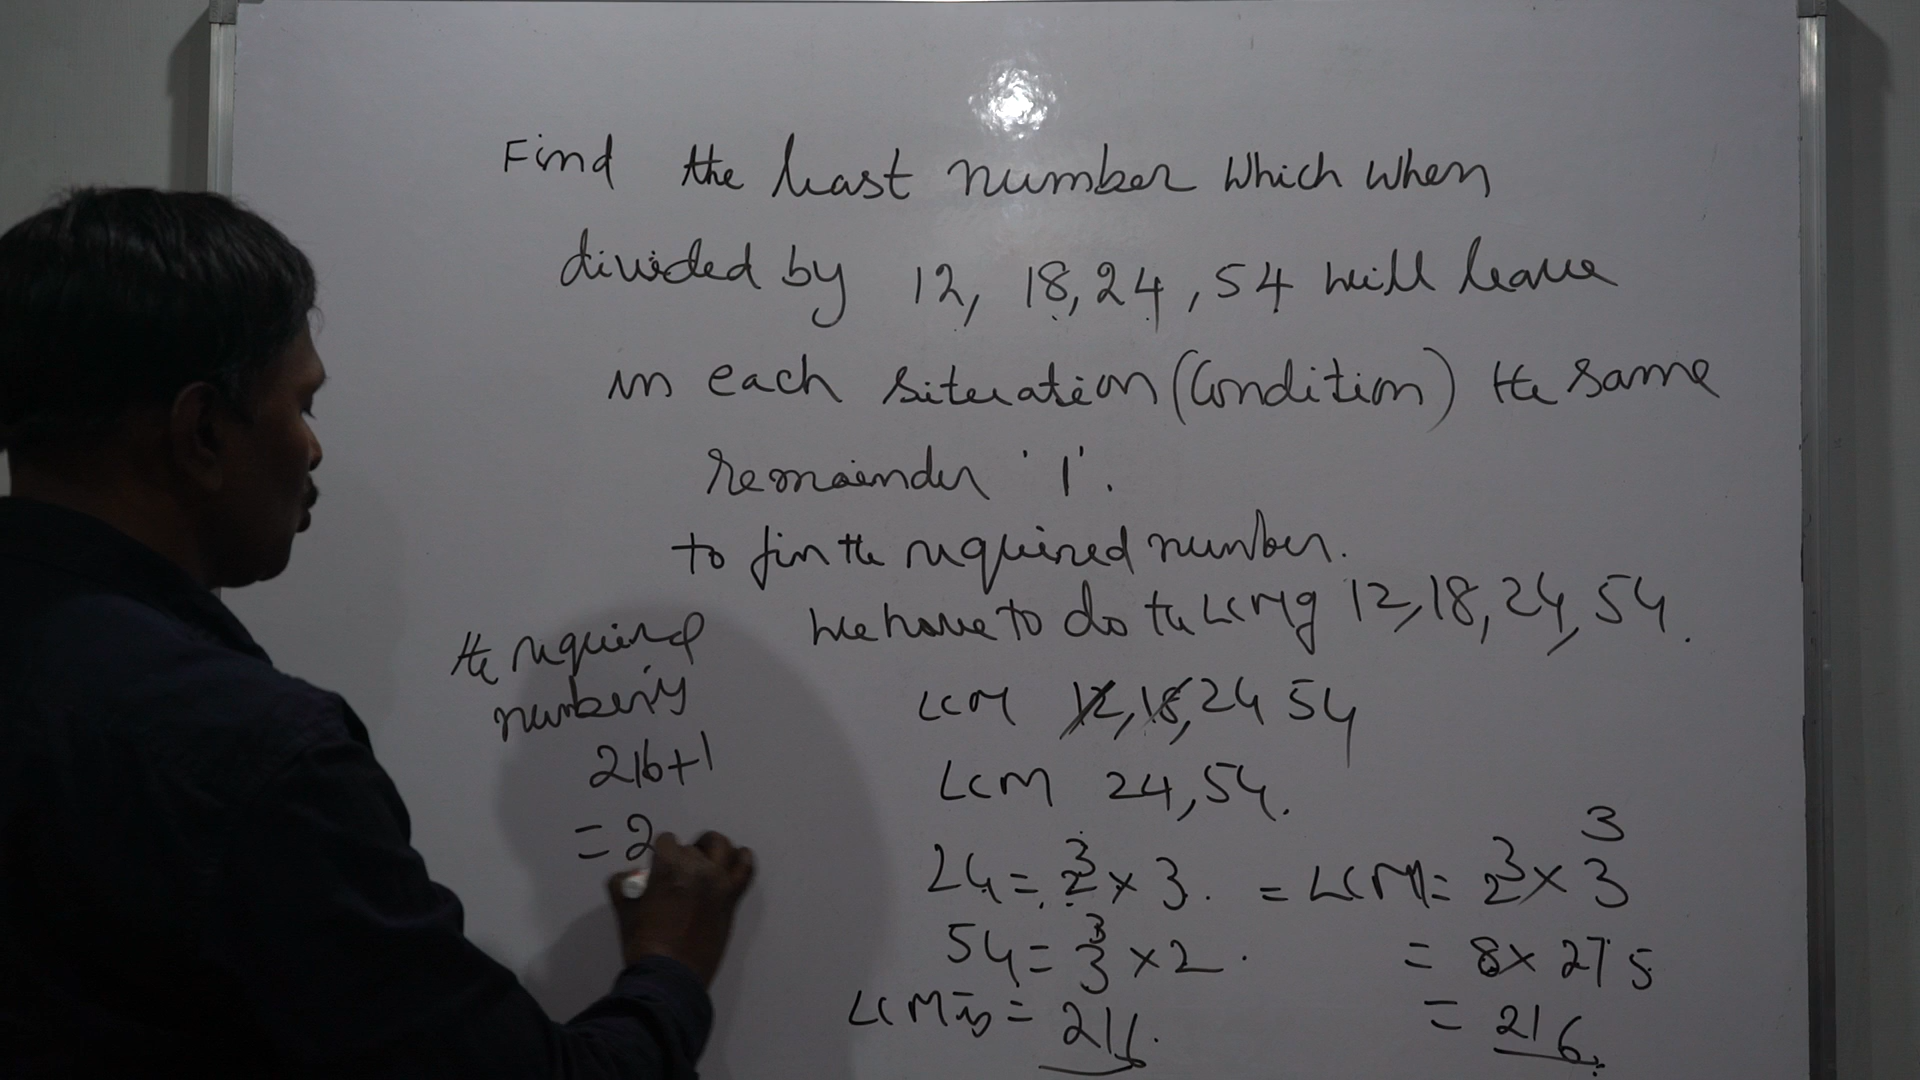 Find the least number which when
divided by 12, 18, 24, 54 will leave
in each situation (Condition) the same
remainder '1'.
to fin the required number.
We have to do the LCM of 12, 18, 24, 54.
LCM 12, 18, 24 54
LCM 24, 54.
24 = 2³ × 3.
54 = 3³ × 2.
LCM is = 216.
= LCM = 2³ × 3³
= 8 × 27 5
= 216
the required
number is
216+1
= 2